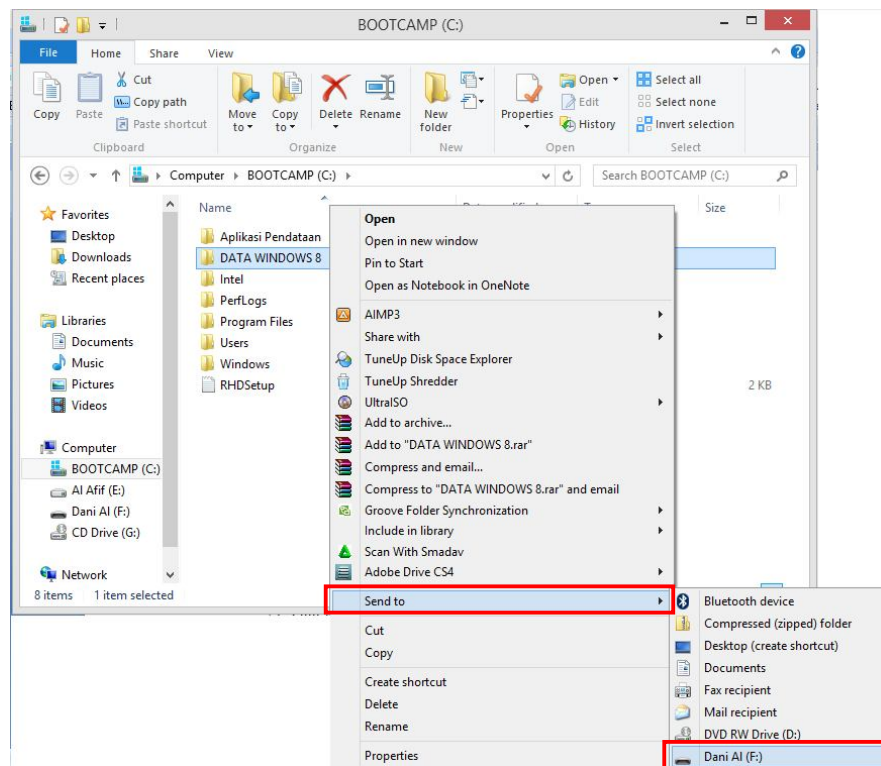 BOOTCAMP (C:)
File Home Share View
Copy
Paste
Cut
Copy path
Paste shortcut
Move to
Copy to
Delete
Rename
New folder
Properties
Open
Edit
History
Select all
Select none
Invert selection
Clipboard Organize New Open Select
Computer BOOTCAMP (C:)
Search BOOTCAMP (C:)
Favorites
Desktop
Downloads
Recent places
Libraries
Documents
Music
Pictures
Videos
Computer
BOOTCAMP (C:)
Al Afif (E:)
Dani Al (F:)
CD Drive (G:)
Network
Name Size
Aplikasi Pendataan
DATA WINDOWS 8
Intel
PerfLogs
Program Files
Users
Windows
RHDSetup 2 KB
8 items 1 item selected
Open
Open in new window
Pin to Start
Open as Notebook in OneNote
AIMP3
Share with
TuneUp Disk Space Explorer
TuneUp Shredder
UltraISO
Add to archive...
Add to "DATA WINDOWS 8.rar"
Compress and email...
Compress to "DATA WINDOWS 8.rar" and email
Groove Folder Synchronization
Include in library
Scan With Smadav
Adobe Drive CS4
Send to
Cut
Copy
Create shortcut
Delete
Rename
Properties
Bluetooth device
Compressed (zipped) folder
Desktop (create shortcut)
Documents
Fax recipient
Mail recipient
DVD RW Drive (D:)
Dani Al (F:)